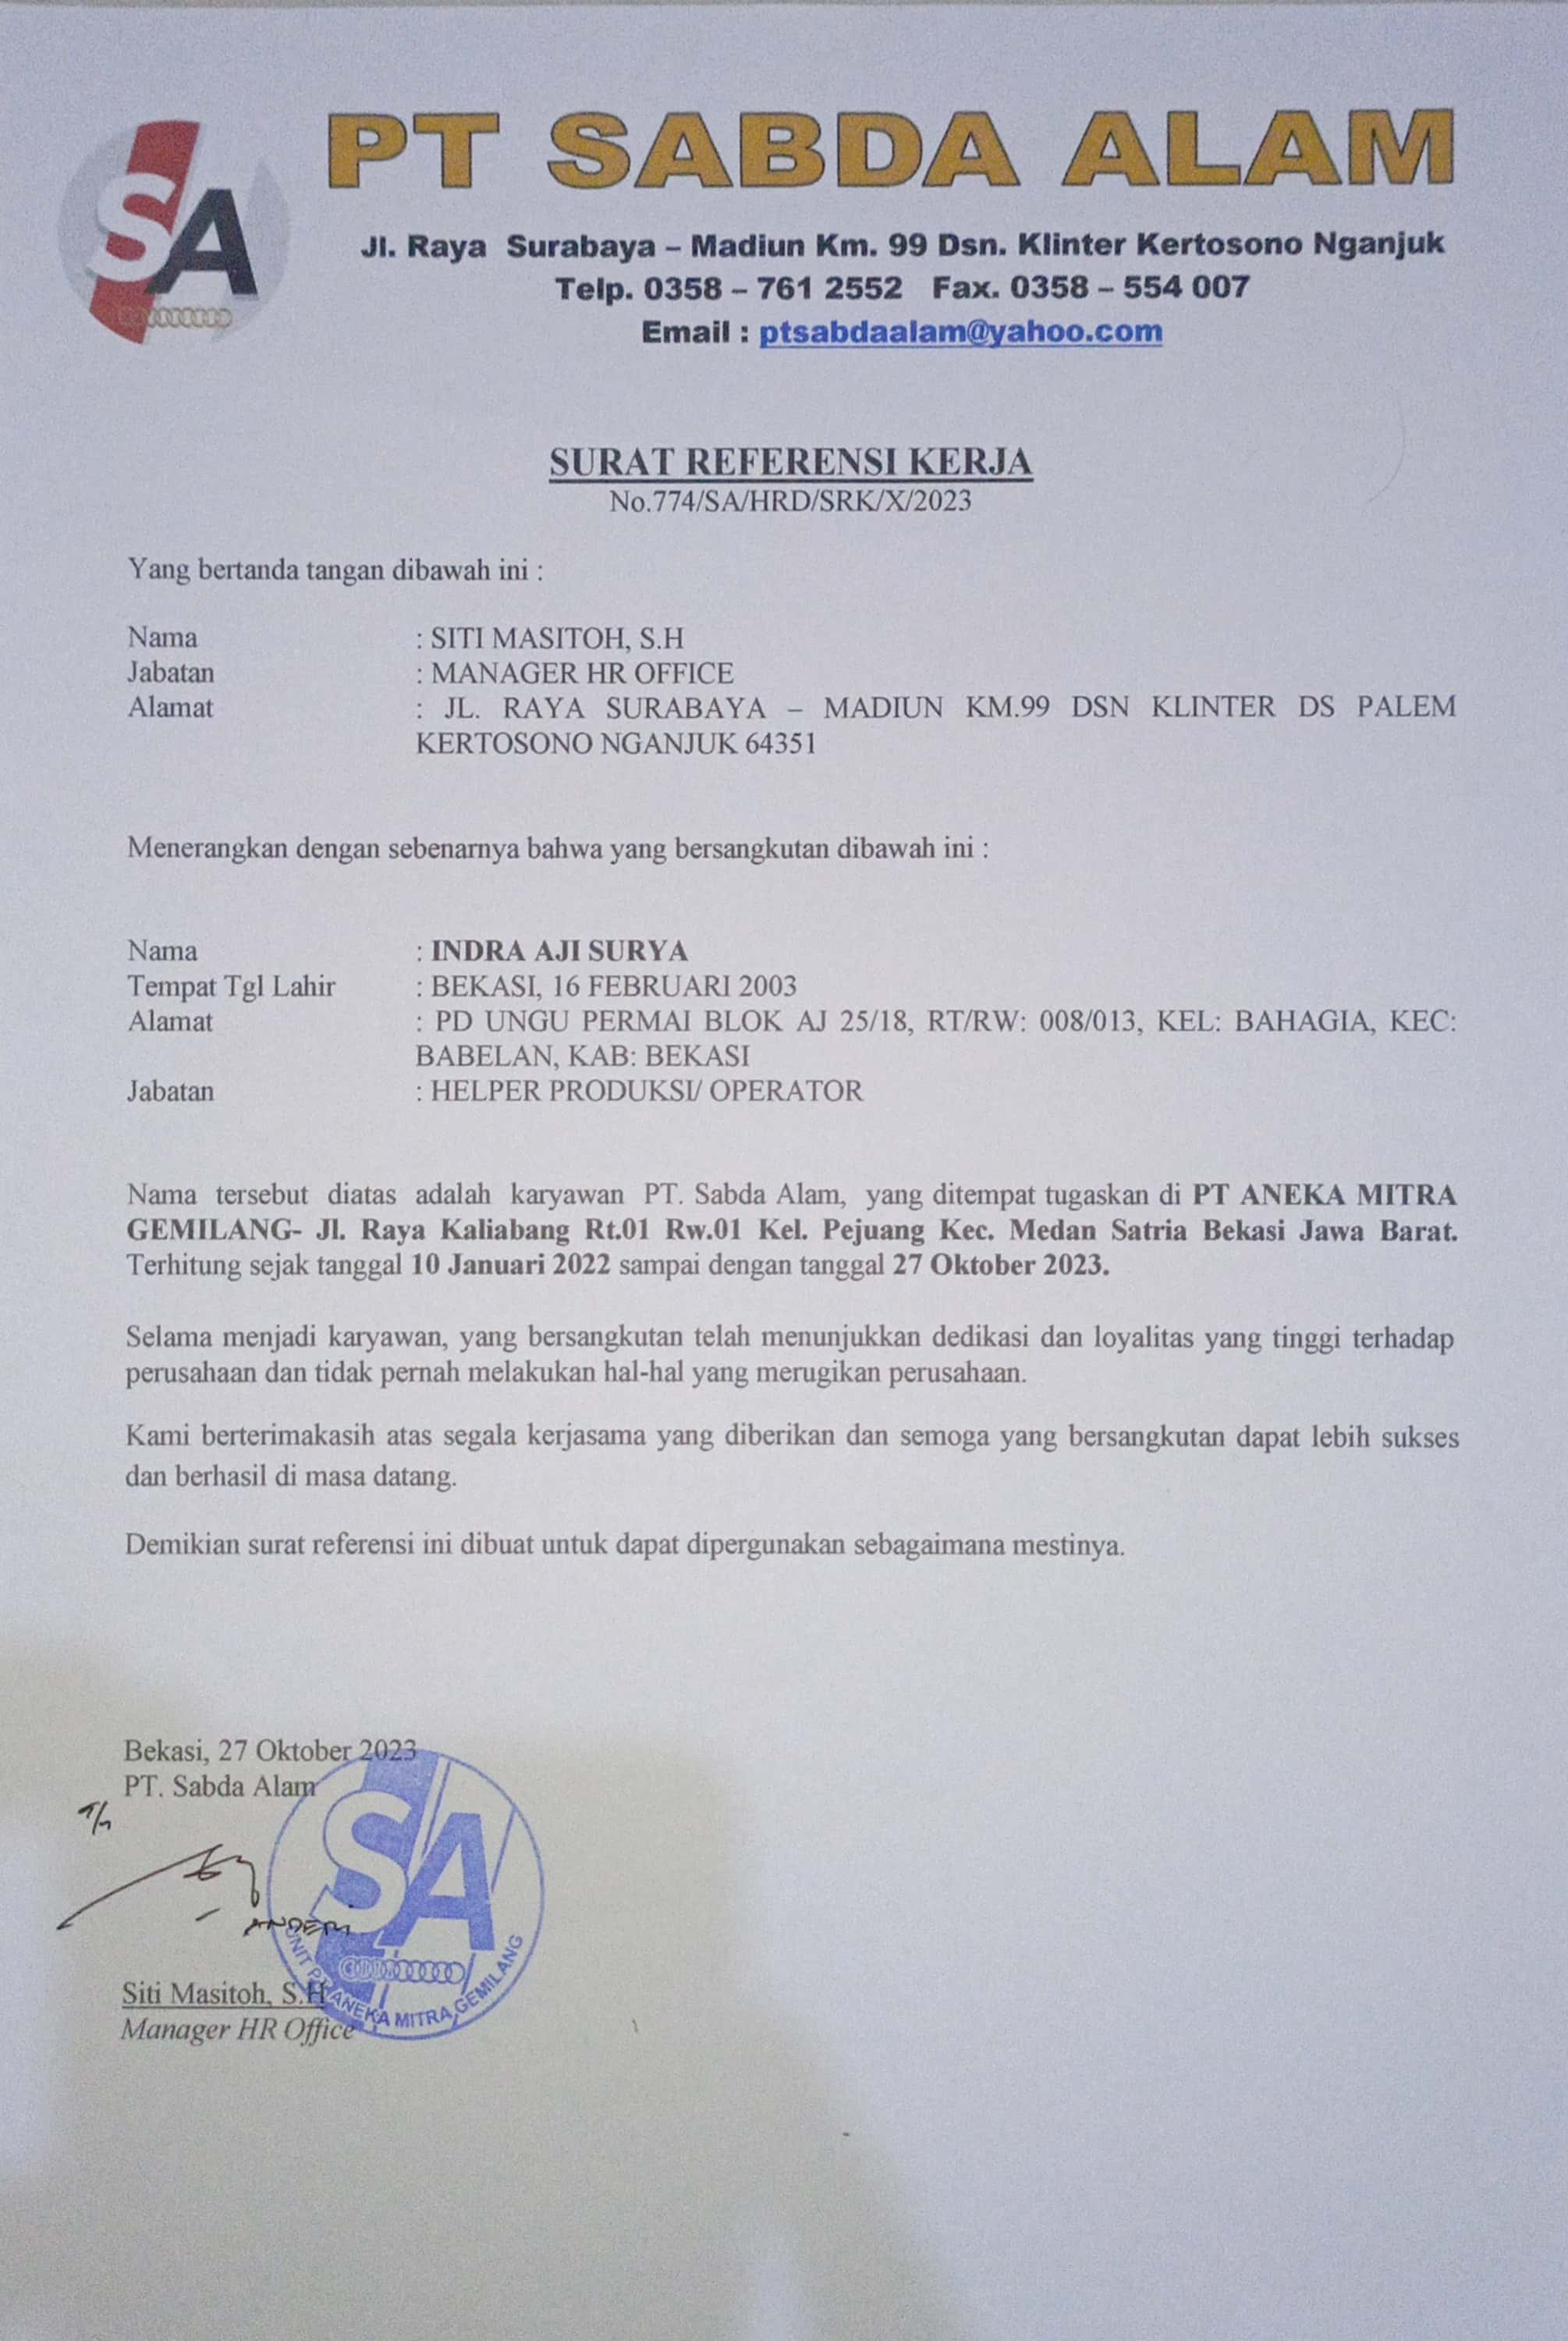 SA
PT SABDA ALAM
Jl. Raya Surabaya – Madiun Km. 99 Dsn. Klinter Kertosono Nganjuk
Telp. 0358 – 761 2552 Fax. 0358 – 554 007
Email : ptsabdaalam@yahoo.com
SURAT REFERENSI KERJA
No.774/SA/HRD/SRK/X/2023
Yang bertanda tangan dibawah ini :
Nama : SITI MASITOH, S.H
Jabatan : MANAGER HR OFFICE
Alamat : JL. RAYA SURABAYA – MADIUN KM.99 DSN KLINTER DS PALEM
KERTOSONO NGANJUK 64351
Menerangkan dengan sebenarnya bahwa yang bersangkutan dibawah ini :
Nama : INDRA AJI SURYA
Tempat Tgl Lahir : BEKASI, 16 FEBRUARI 2003
Alamat : PD UNGU PERMAI BLOK AJ 25/18, RT/RW: 008/013, KEL: BAHAGIA, KEC:
BABELAN, KAB: BEKASI
Jabatan : HELPER PRODUKSI/ OPERATOR
Nama tersebut diatas adalah karyawan PT. Sabda Alam, yang ditempat tugaskan di PT ANEKA MITRA
GEMILANG- Jl. Raya Kaliabang Rt.01 Rw.01 Kel. Pejuang Kec. Medan Satria Bekasi Jawa Barat.
Terhitung sejak tanggal 10 Januari 2022 sampai dengan tanggal 27 Oktober 2023.
Selama menjadi karyawan, yang bersangkutan telah menunjukkan dedikasi dan loyalitas yang tinggi terhadap
perusahaan dan tidak pernah melakukan hal-hal yang merugikan perusahaan.
Kami berterimakasih atas segala kerjasama yang diberikan dan semoga yang bersangkutan dapat lebih sukses
dan berhasil di masa datang.
Demikian surat referensi ini dibuat untuk dapat dipergunakan sebagaimana mestinya.
Bekasi, 27 Oktober 2023
PT. Sabda Alam
SA
UNIT PT ANEKA MITRA GEMILANG
Siti Masitoh, S.H
Manager HR Office